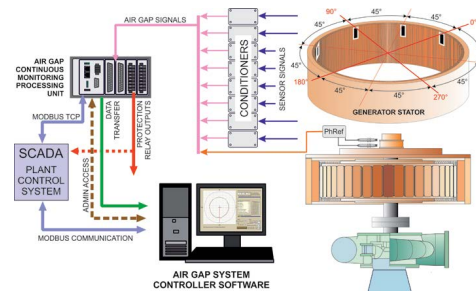 AIR GAP SIGNALS
AIR GAP
CONTINUOUS
MONITORING
PROCESSING
UNIT
MODBUS TCP
DATA
TRANSFER
PROTECTION
RELAY OUTPUTS
CONDITIONERS
SENSOR SIGNALS
90°
0°
180°
270°
45°
45°
45°
45°
45°
45°
45°
45°
GENERATOR STATOR
PhRef
SCADA
PLANT
CONTROL
SYSTEM
ADMIN ACCESS
MODBUS COMMUNICATION
AIR GAP SYSTEM
CONTROLLER SOFTWARE